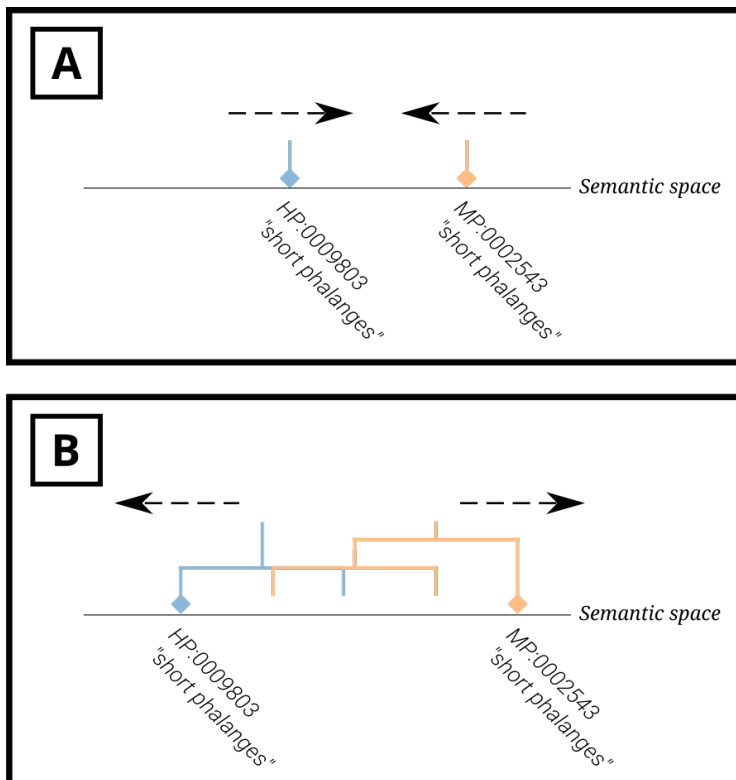 A
Semantic space
HP:0009803
"short phalanges"
MP:0002543
"short phalanges"
B
Semantic space
HP:0009803
"short phalanges"
MP:0002543
"short phalanges"